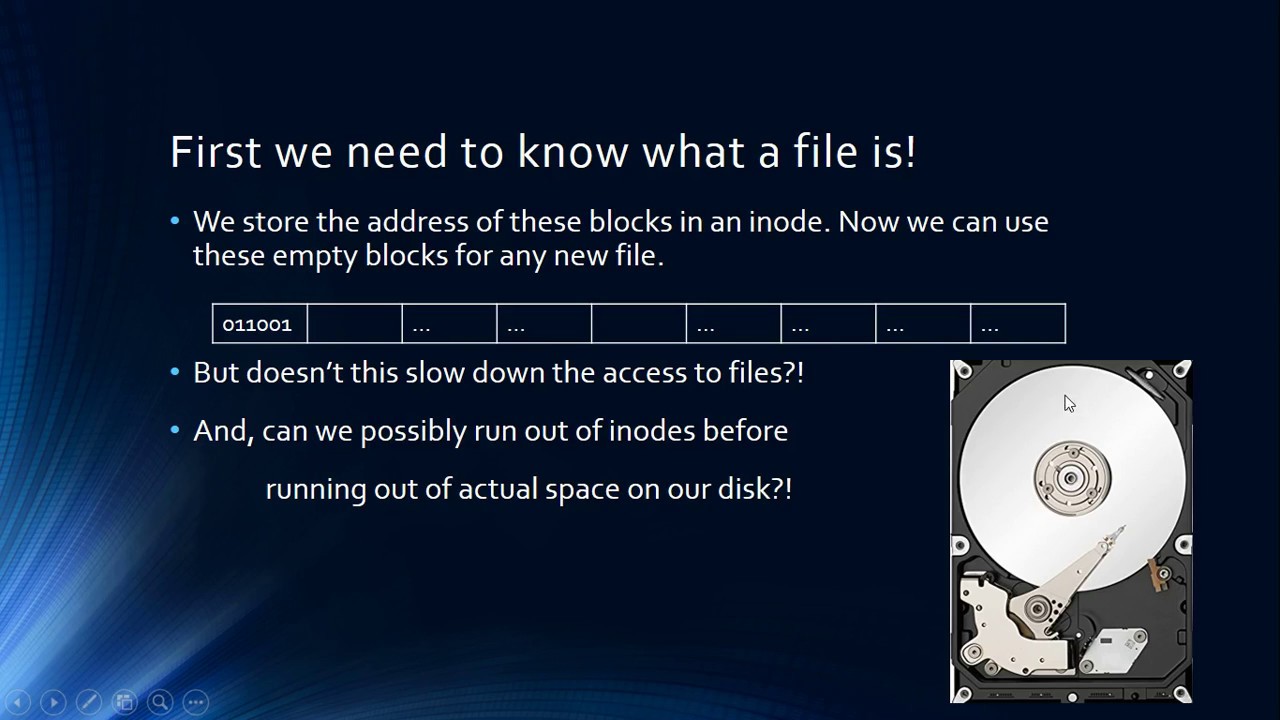 First we need to know what a file is!
• We store the address of these blocks in an inode. Now we can use
these empty blocks for any new file.
011001 ... ... ... ... ... ...
• But doesn’t this slow down the access to files?!
• And, can we possibly run out of inodes before
running out of actual space on our disk?!